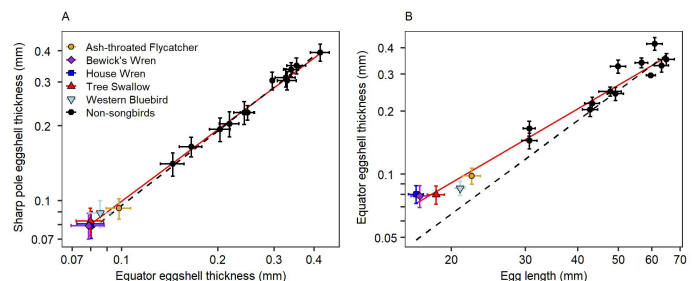 A
Sharp pole eggshell thickness (mm)
0.4
0.3
0.2
0.1
0.07
Ash-throated Flycatcher
Bewick's Wren
House Wren
Tree Swallow
Western Bluebird
Non-songbirds
0.07 0.1 0.2 0.3 0.4
Equator eggshell thickness (mm)
B
Equator eggshell thickness (mm)
0.4
0.3
0.2
0.1
0.05
20 30 40 50 60 70
Egg length (mm)